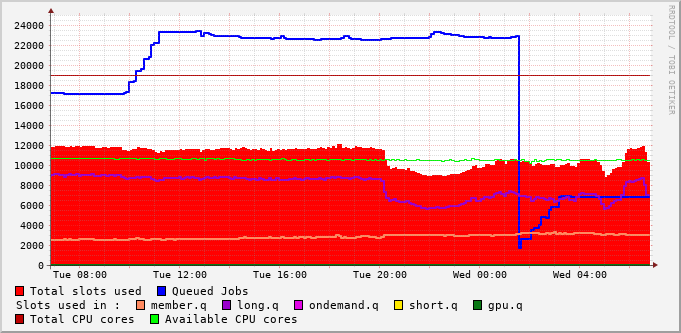 24000
22000
20000
18000
16000
14000
12000
10000
8000
6000
4000
2000
0
Tue 08:00 Tue 12:00 Tue 16:00 Tue 20:00 Wed 00:00 Wed 04:00
Total slots used Queued Jobs
Slots used in : member.q long.q ondemand.q short.q gpu.q
Total CPU cores Available CPU cores
RRDTOOL / TOBI OETIKER